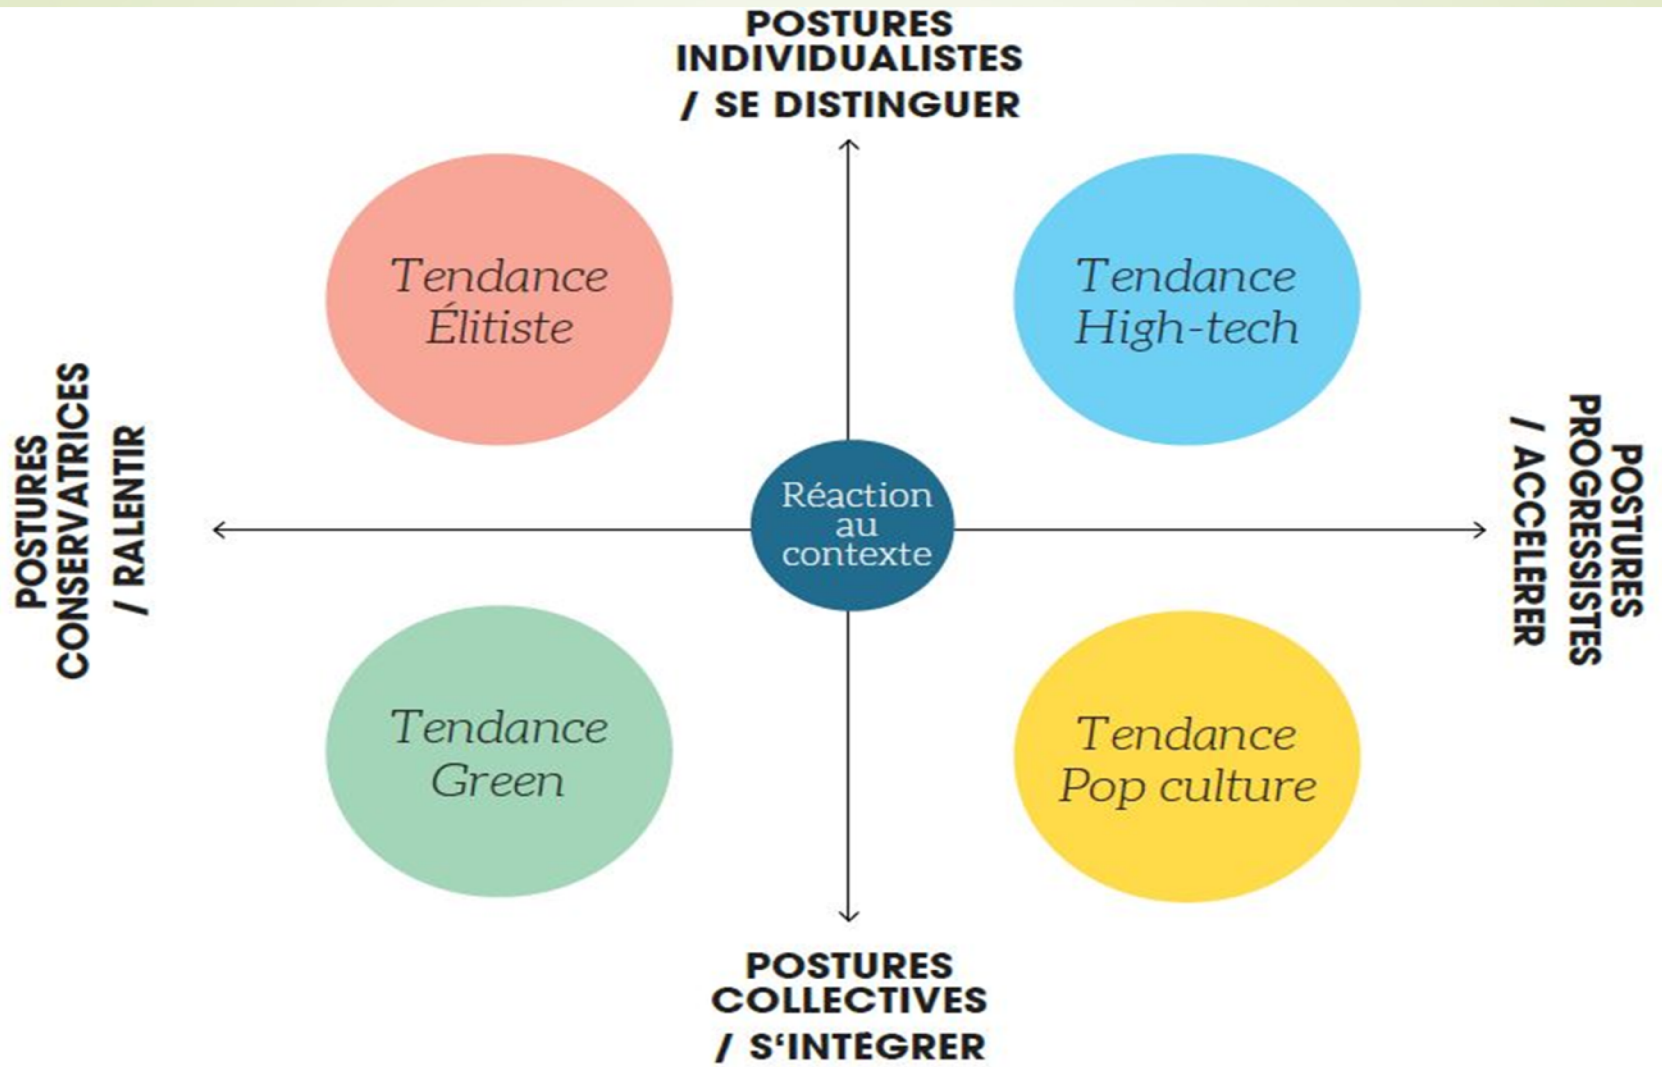 POSTURES
INDIVIDUALISTES
/ SE DISTINGUER
Tendance
Élitiste
Tendance
High-tech
POSTURES
CONSERVATRICES
/ RALENTIR
Réaction
au
contexte
POSTURES
PROGRESSISTES
/ ACCELERER
Tendance
Green
Tendance
Pop culture
POSTURES
COLLECTIVES
/ S‘INTÉGRER